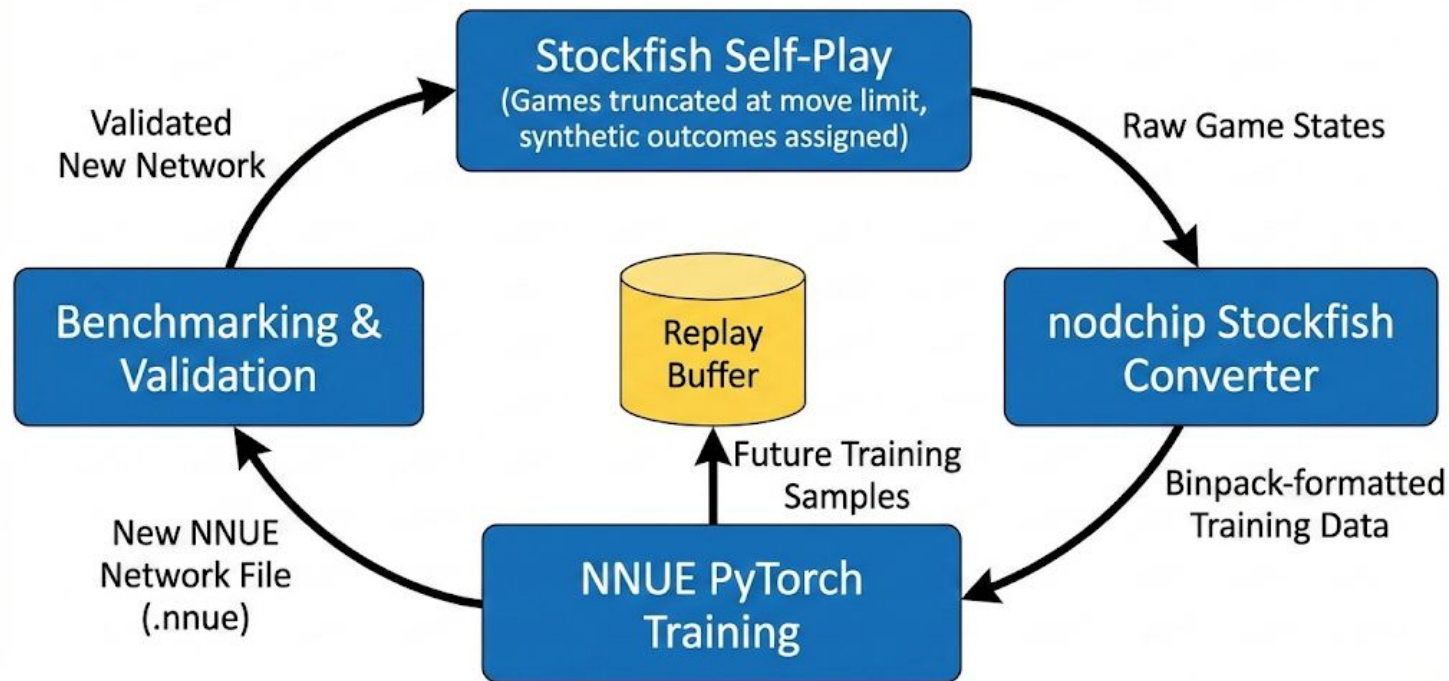 Stockfish Self-Play
(Games truncated at move limit,
synthetic outcomes assigned)
Validated
New Network
Raw Game States
Benchmarking &
Validation
Replay
Buffer
nodchip Stockfish
Converter
Future Training
Samples
Binpack-formatted
Training Data
New NNUE
Network File
(.nnue)
NNUE PyTorch
Training